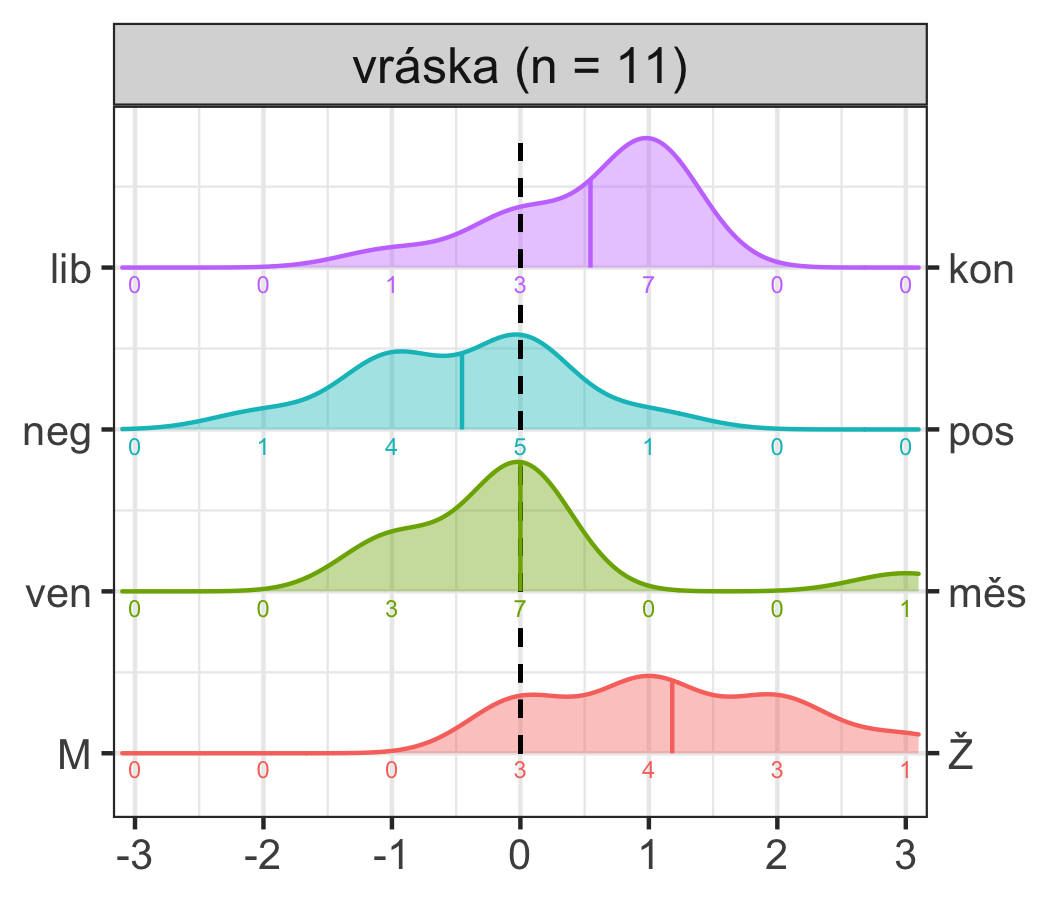 vráska (n = 11)
lib kon
0 0 1 3 7 0 0
neg pos
0 1 4 5 1 0 0
ven měs
0 0 3 7 0 0 1
M Ž
0 0 0 3 4 3 1
-3 -2 -1 0 1 2 3